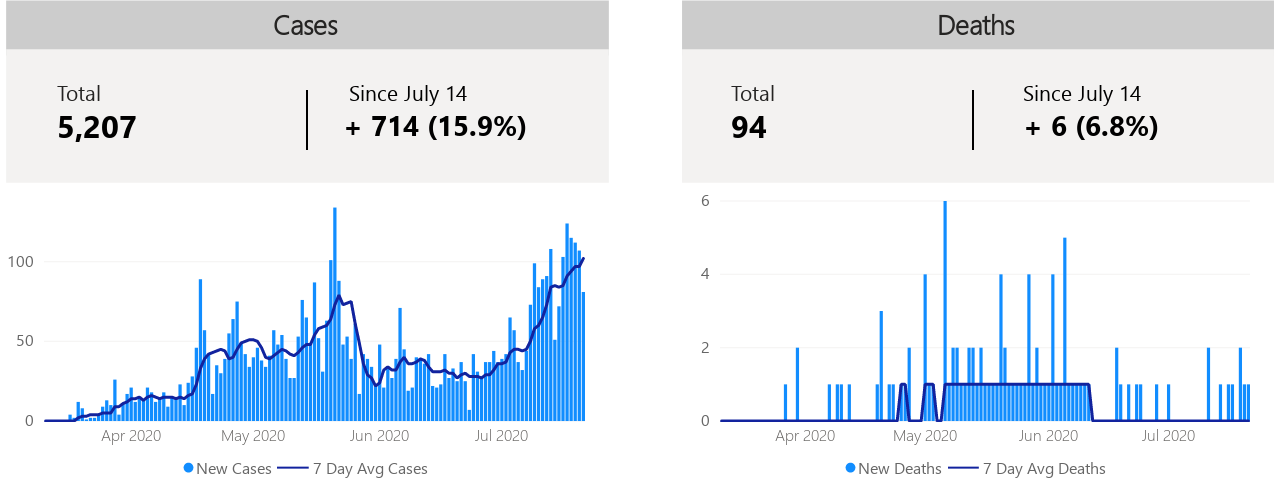 Cases
Total
5,207
Since July 14
+ 714 (15.9%)
100
50
0
Apr 2020
May 2020
Jun 2020
Jul 2020
New Cases
7 Day Avg Cases
Deaths
Total
94
Since July 14
+ 6 (6.8%)
6
4
2
0
Apr 2020
May 2020
Jun 2020
Jul 2020
New Deaths
7 Day Avg Deaths